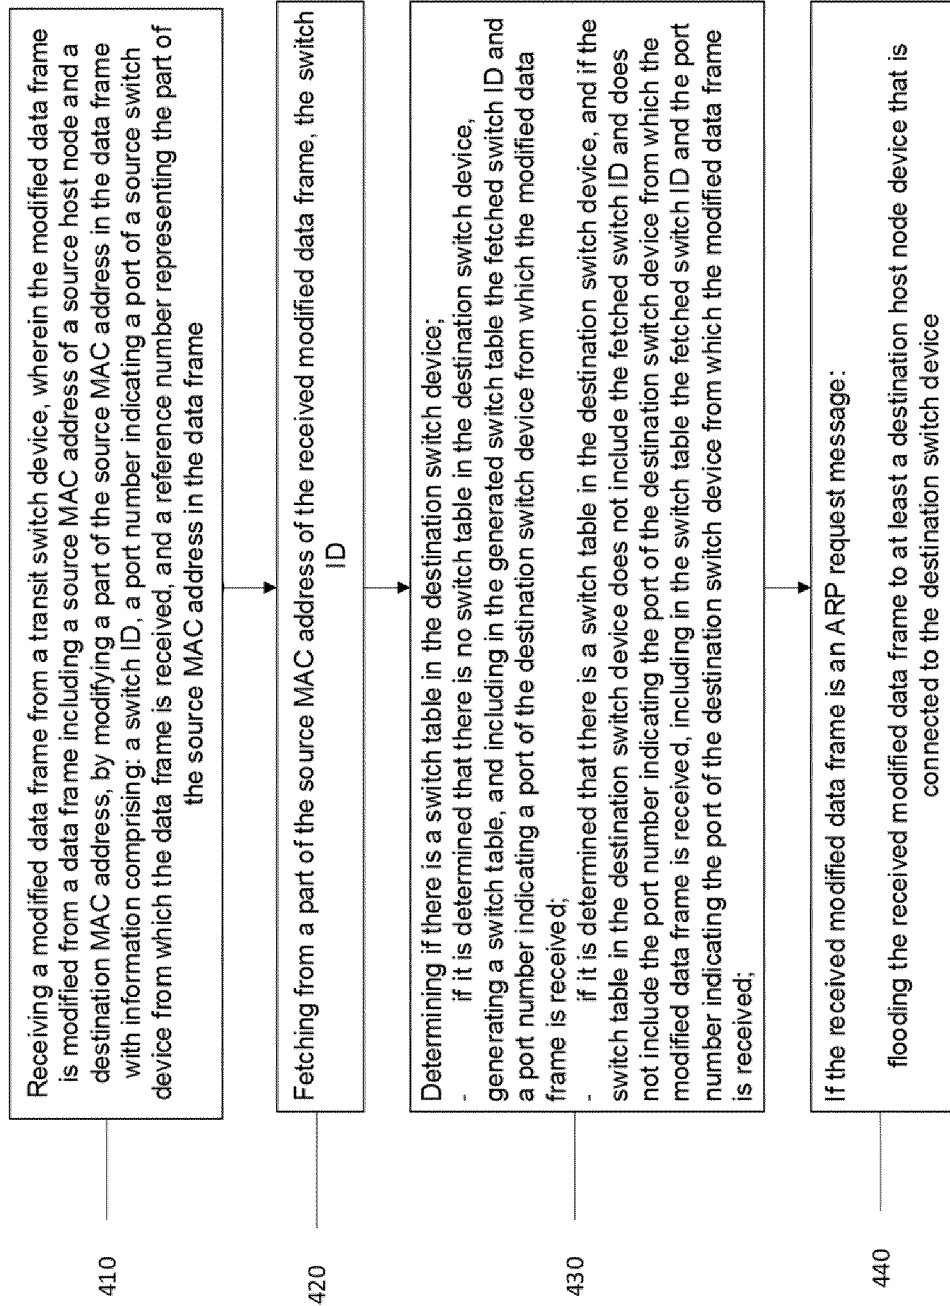 410
Receiving a modified data frame from a transit switch device, wherein the modified data frame
is modified from a data frame including a source MAC address of a source host node and a
destination MAC address, by modifying a part of the source MAC address in the data frame
with information comprising: a switch ID, a port number indicating a port of a source switch
device from which the data frame is received, and a reference number representing the part of
the source MAC address in the data frame
420
Fetching from a part of the source MAC address of the received modified data frame, the switch
ID
430
Determining if there is a switch table in the destination switch device;
- if it is determined that there is no switch table in the destination switch device,
generating a switch table, and including in the generated switch table the fetched switch ID and
a port number indicating a port of the destination switch device from which the modified data
frame is received;
- if it is determined that there is a switch table in the destination switch device, and if the
switch table in the destination switch device does not include the fetched switch ID and does
not include the port number indicating the port of the destination switch device from which the
modified data frame is received, including in the switch table the fetched switch ID and the port
number indicating the port of the destination switch device from which the modified data frame
is received;
440
If the received modified data frame is an ARP request message:
flooding the received modified data frame to at least a destination host node device that is
connected to the destination switch device